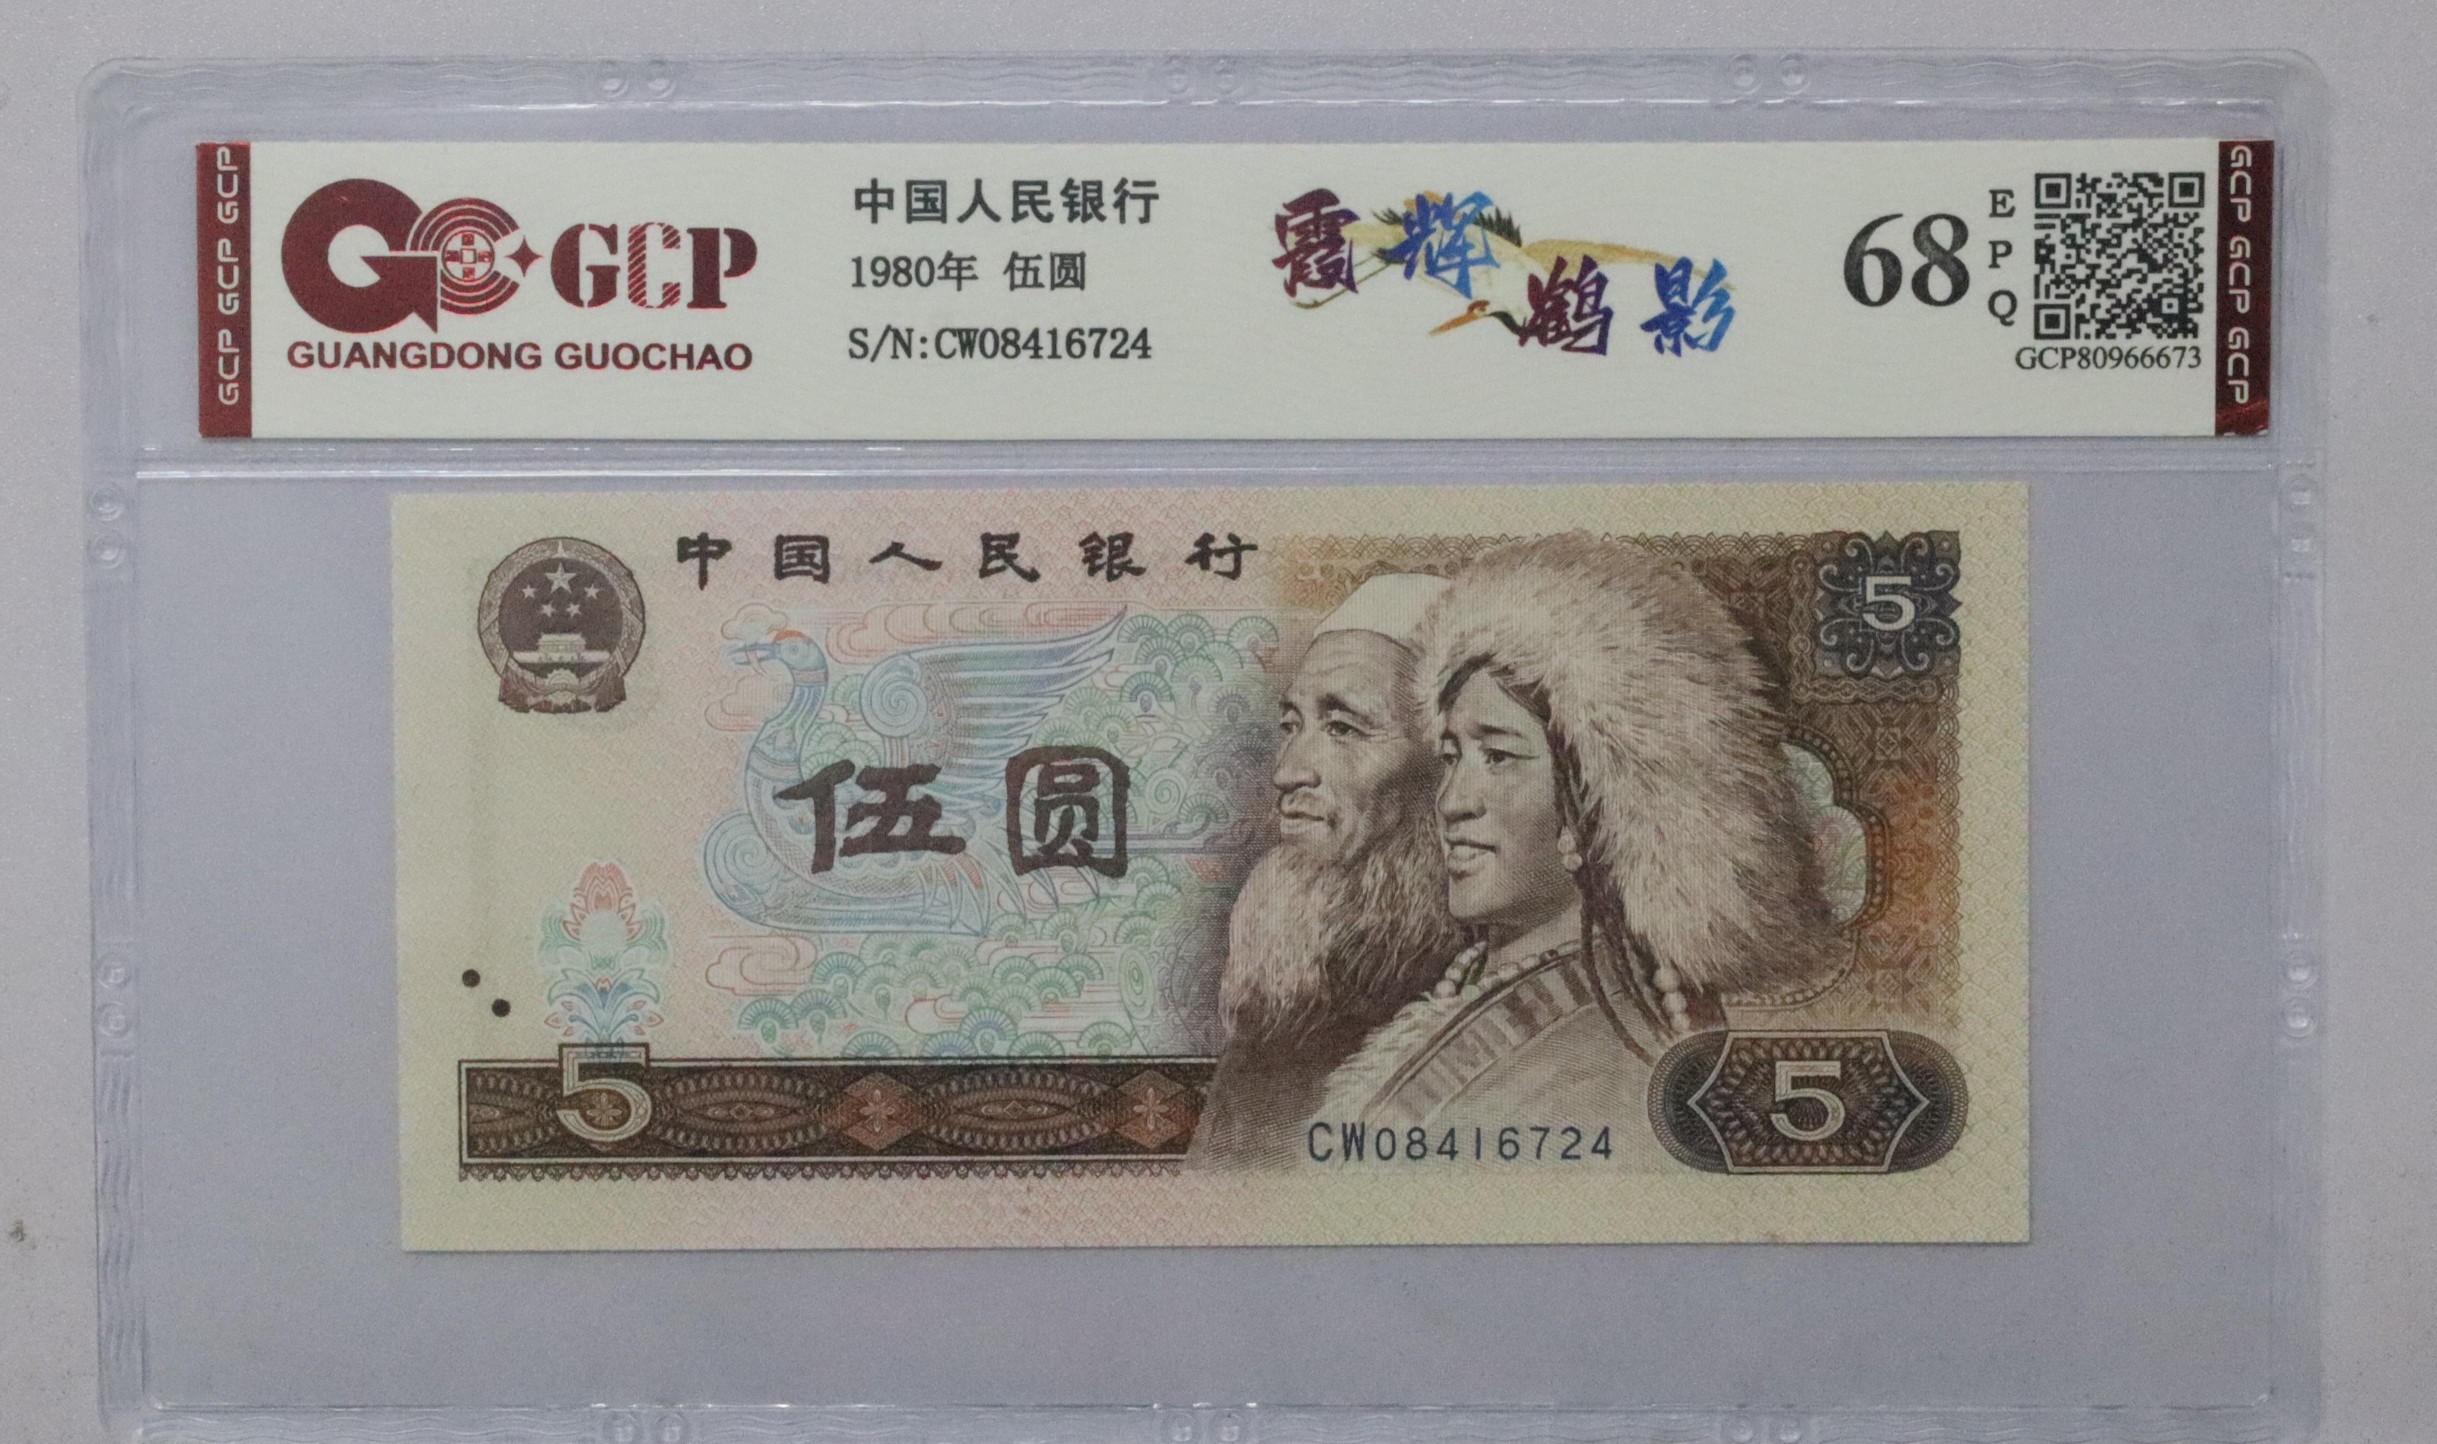 GCP GCP GCP
GCP
GUANGDONG GUOCHAO
中国人民银行
1980年 伍圆
S/N:CW08416724
霞辉
鹤影
68
EPQ
GCP80966673
GCP GCP GCP
中国人民银行
5
伍圆
5
CW08416724
5